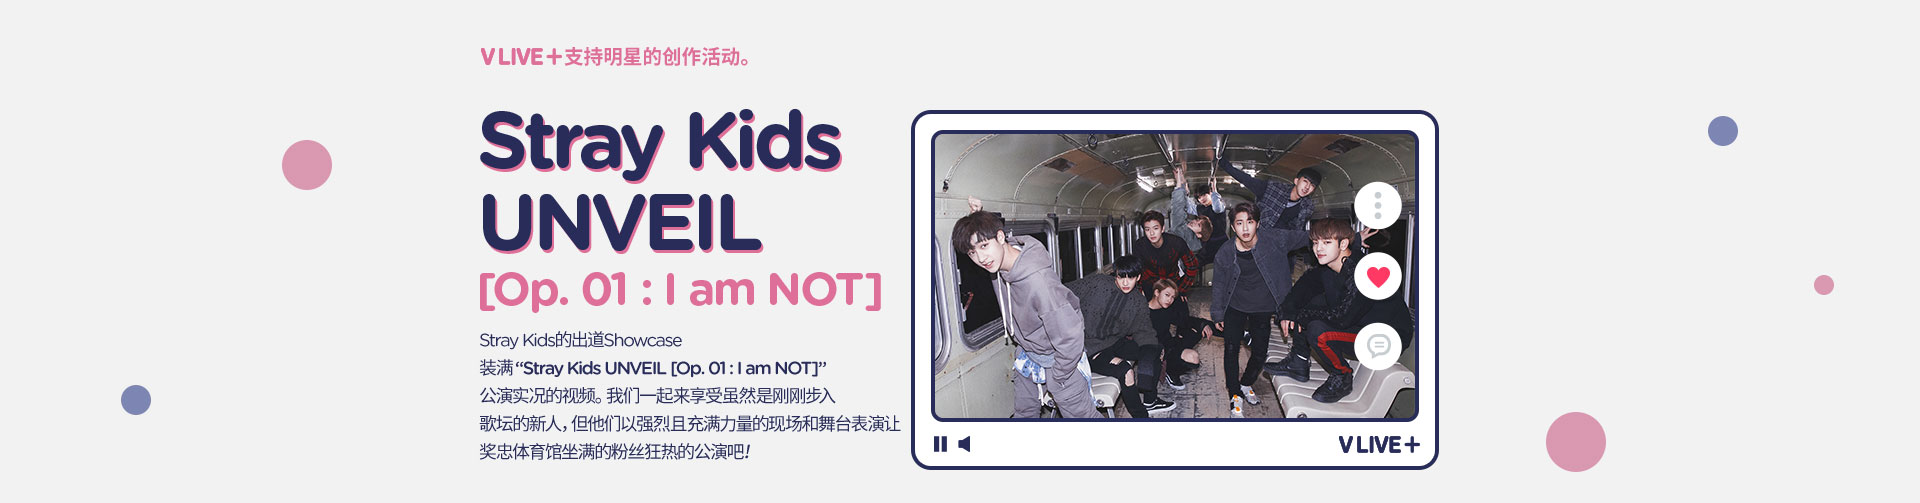 V LIVE+支持明星的创作活动。
Stray Kids
UNVEIL
[Op. 01 : I am NOT]
Stray Kids的出道Showcase
装满“Stray Kids UNVEIL [Op. 01 : I am NOT]”
公演实况的视频。我们一起来享受虽然是刚刚步入
歌坛的新人, 但他们以强烈且充满力量的现场和舞台表演让
奖忠体育馆坐满的粉丝狂热的公演吧!
V LIVE+